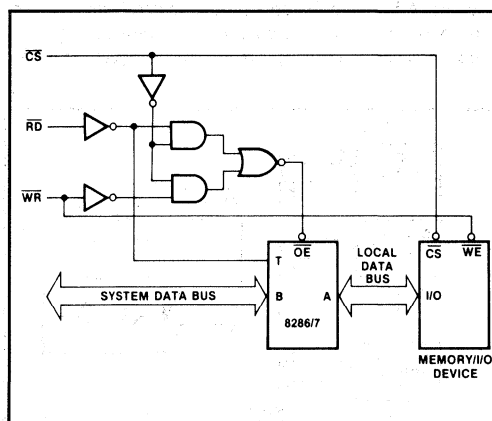 CS
RD
WR
OE
T
B
A
8286/7
SYSTEM DATA BUS
LOCAL
DATA
BUS
CS
WE
I/O
MEMORY/I/O
DEVICE